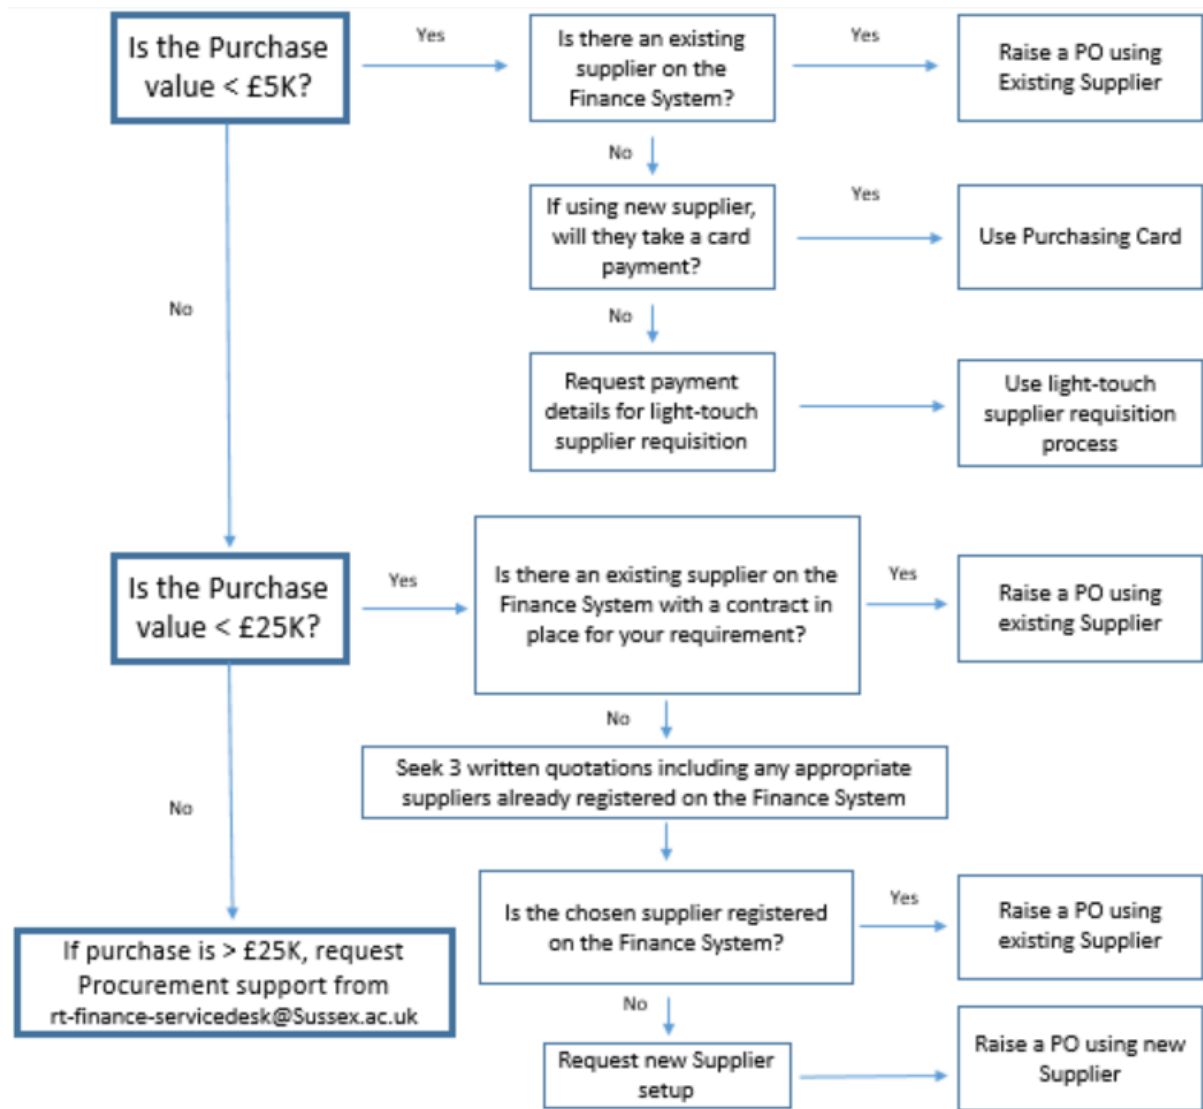 Is the Purchase
value < £5K?
Yes
Is there an existing
supplier on the
Finance System?
Yes
Raise a PO using
Existing Supplier
No
If using new supplier,
will they take a card
payment?
Yes
Use Purchasing Card
No
No
Request payment
details for light-touch
supplier requisition
Use light-touch
supplier requisition
process
Is the Purchase
value < £25K?
Yes
Is there an existing supplier on the
Finance System with a contract in
place for your requirement?
Yes
Raise a PO using
existing Supplier
No
Seek 3 written quotations including any appropriate
suppliers already registered on the Finance System
No
Is the chosen supplier registered
on the Finance System?
Yes
Raise a PO using
existing Supplier
If purchase is > £25K, request
Procurement support from
rt-finance-servicedesk@Sussex.ac.uk
No
Request new Supplier
setup
Raise a PO using new
Supplier